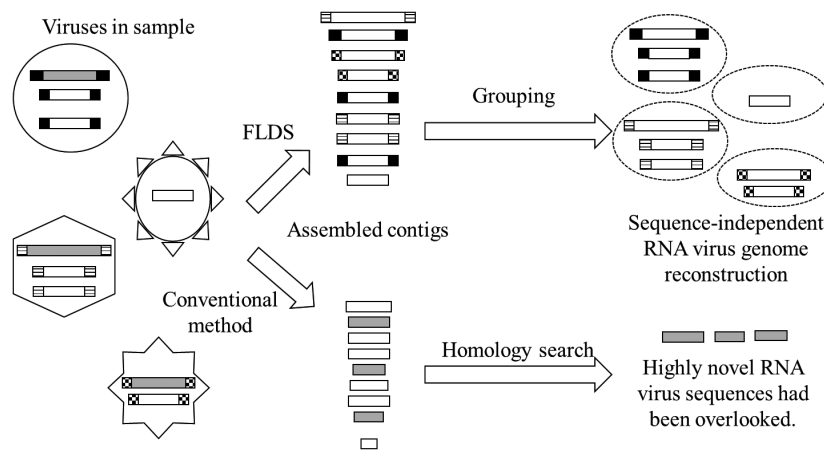 Viruses in sample
FLDS
Grouping
Assembled contigs
Sequence-independent
RNA virus genome
reconstruction
Conventional
method
Homology search
Highly novel RNA
virus sequences had
been overlooked.